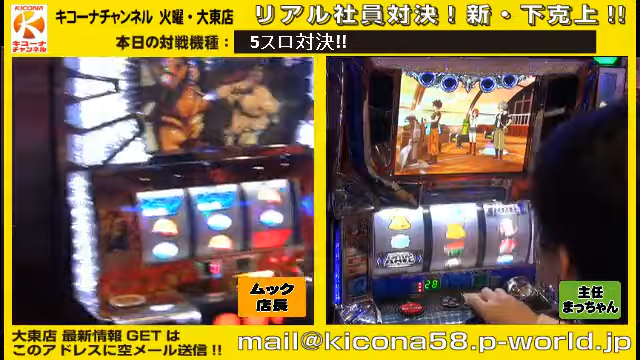 KICONA
キコーナ
チャンネル
キコーナチャンネル 火曜・大東店
リアル社員対決！新・下克上!!
本日の対戦機種：
5スロ対決!!
ムック
店長
28
主任
まっちゃん
大東店 最新情報 GET は
このアドレスに空メール送信!!
mail@kicona58.p-world.jp